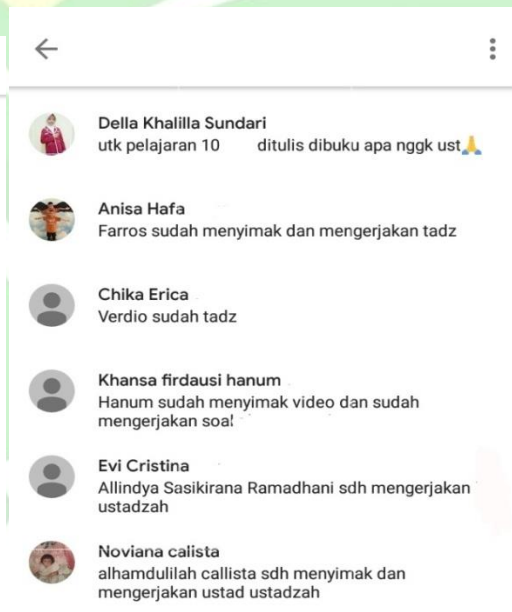 Della Khalilla Sundari
utk pelajaran 10 ditulis dibuku apa nggk ust🙏
Anisa Hafa
Farros sudah menyimak dan mengerjakan tadz
Chika Erica
Verdio sudah tadz
Khansa firdausi hanum
Hanum sudah menyimak video dan sudah
mengerjakan soal
Evi Cristina
Allindya Sasikirana Ramadhani sdh mengerjakan
ustadzah
Noviana calista
alhamdulilah callista sdh menyimak dan
mengerjakan ustad ustadzah